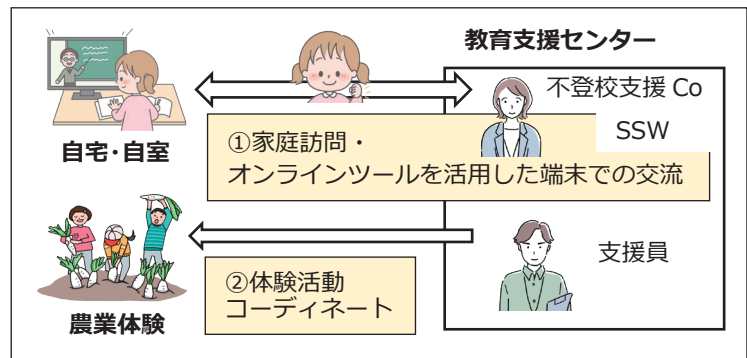 教育支援センター
不登校支援 Co
SSW
自宅・自室
①家庭訪問・
オンラインツールを活用した端末での交流
支援員
②体験活動
コーディネート
農業体験